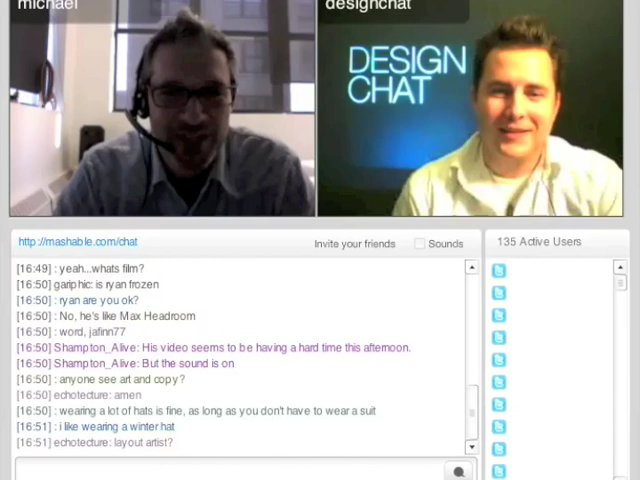 michael
designchat
DESIGN
CHAT
http://mashable.com/chat
Invite your friends
Sounds
135 Active Users
[16:49] : yeah...whats film?
[16:50] gariphic: is ryan frozen
[16:50] : ryan are you ok?
[16:50] : No, he's like Max Headroom
[16:50] : word, jafinn77
[16:50] Shampton_Alive: His video seems to be having a hard time this afternoon.
[16:50] Shampton_Alive: But the sound is on
[16:50] : anyone see art and copy?
[16:50] echotecture: amen
[16:50] : wearing a lot of hats is fine, as long as you don't have to wear a suit
[16:51] : i like wearing a winter hat
[16:51] echotecture: layout artist?